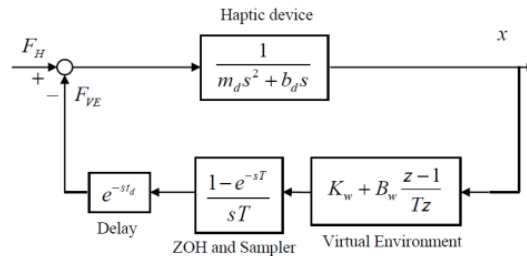 Haptic device
F_H
+
−
F_VE
1
m_d s² + b_d s
x
e^{-st_d}
Delay
1 − e^{-sT}
sT
ZOH and Sampler
K_w + B_w (z − 1)/(Tz)
Virtual Environment